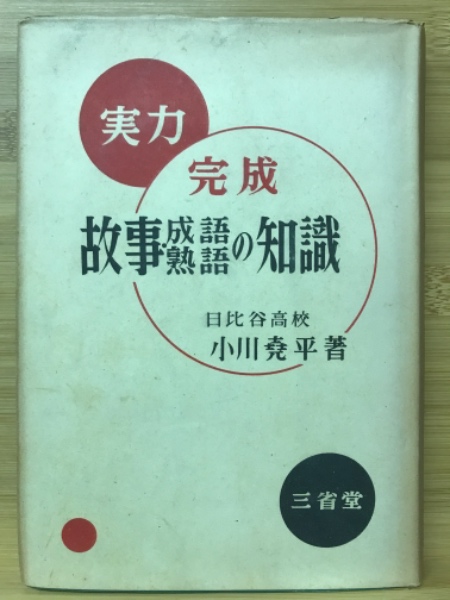 実力
完成
故事・成語熟語の知識
日比谷高校
小川堯平著
三省堂